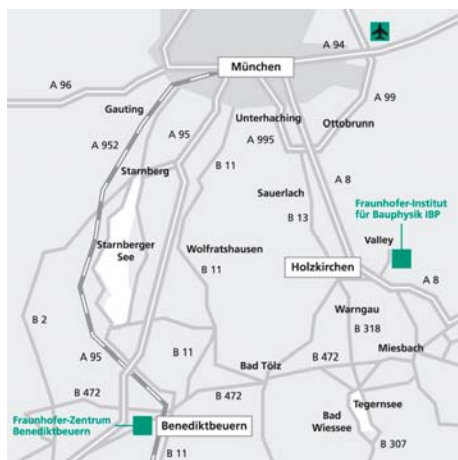 A 94
München
A 96
A 99
Gauting
Unterhaching
Ottobrunn
A 95
A 952
A 995
B 11
Starnberg
A 8
Sauerlach
Fraunhofer-Institut
für Bauphysik IBP
B 13
Starnberger
See
Wolfratshausen
Valley
B 11
Holzkirchen
A 8
Warngau
B 2
B 318
Miesbach
A 95
B 11
B 472
Bad Tölz
B 472
B 472
Tegernsee
Fraunhofer-Zentrum
Benediktbeuern
Benediktbeuern
Bad
Wiessee
B 11
B 307